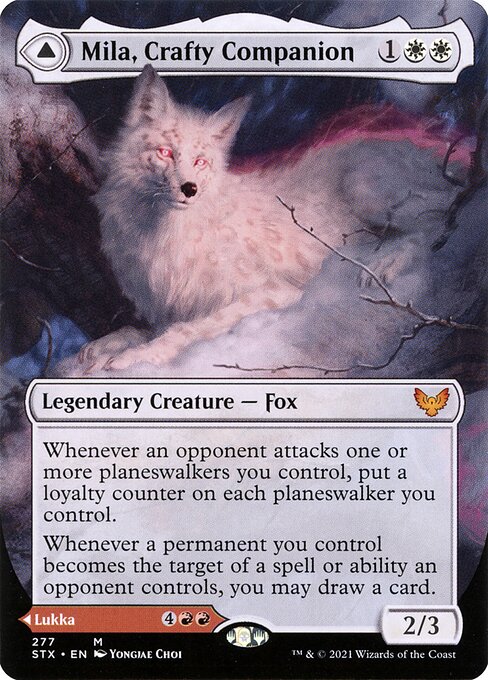 Mila, Crafty Companion 1
Legendary Creature — Fox
Whenever an opponent attacks one or
more planeswalkers you control, put a
loyalty counter on each planeswalker you
control.
Whenever a permanent you control
becomes the target of a spell or ability an
opponent controls, you may draw a card.
Lukka 4
2/3
277 M
STX • EN Yongjae Choi
™ & © 2021 Wizards of the Coast